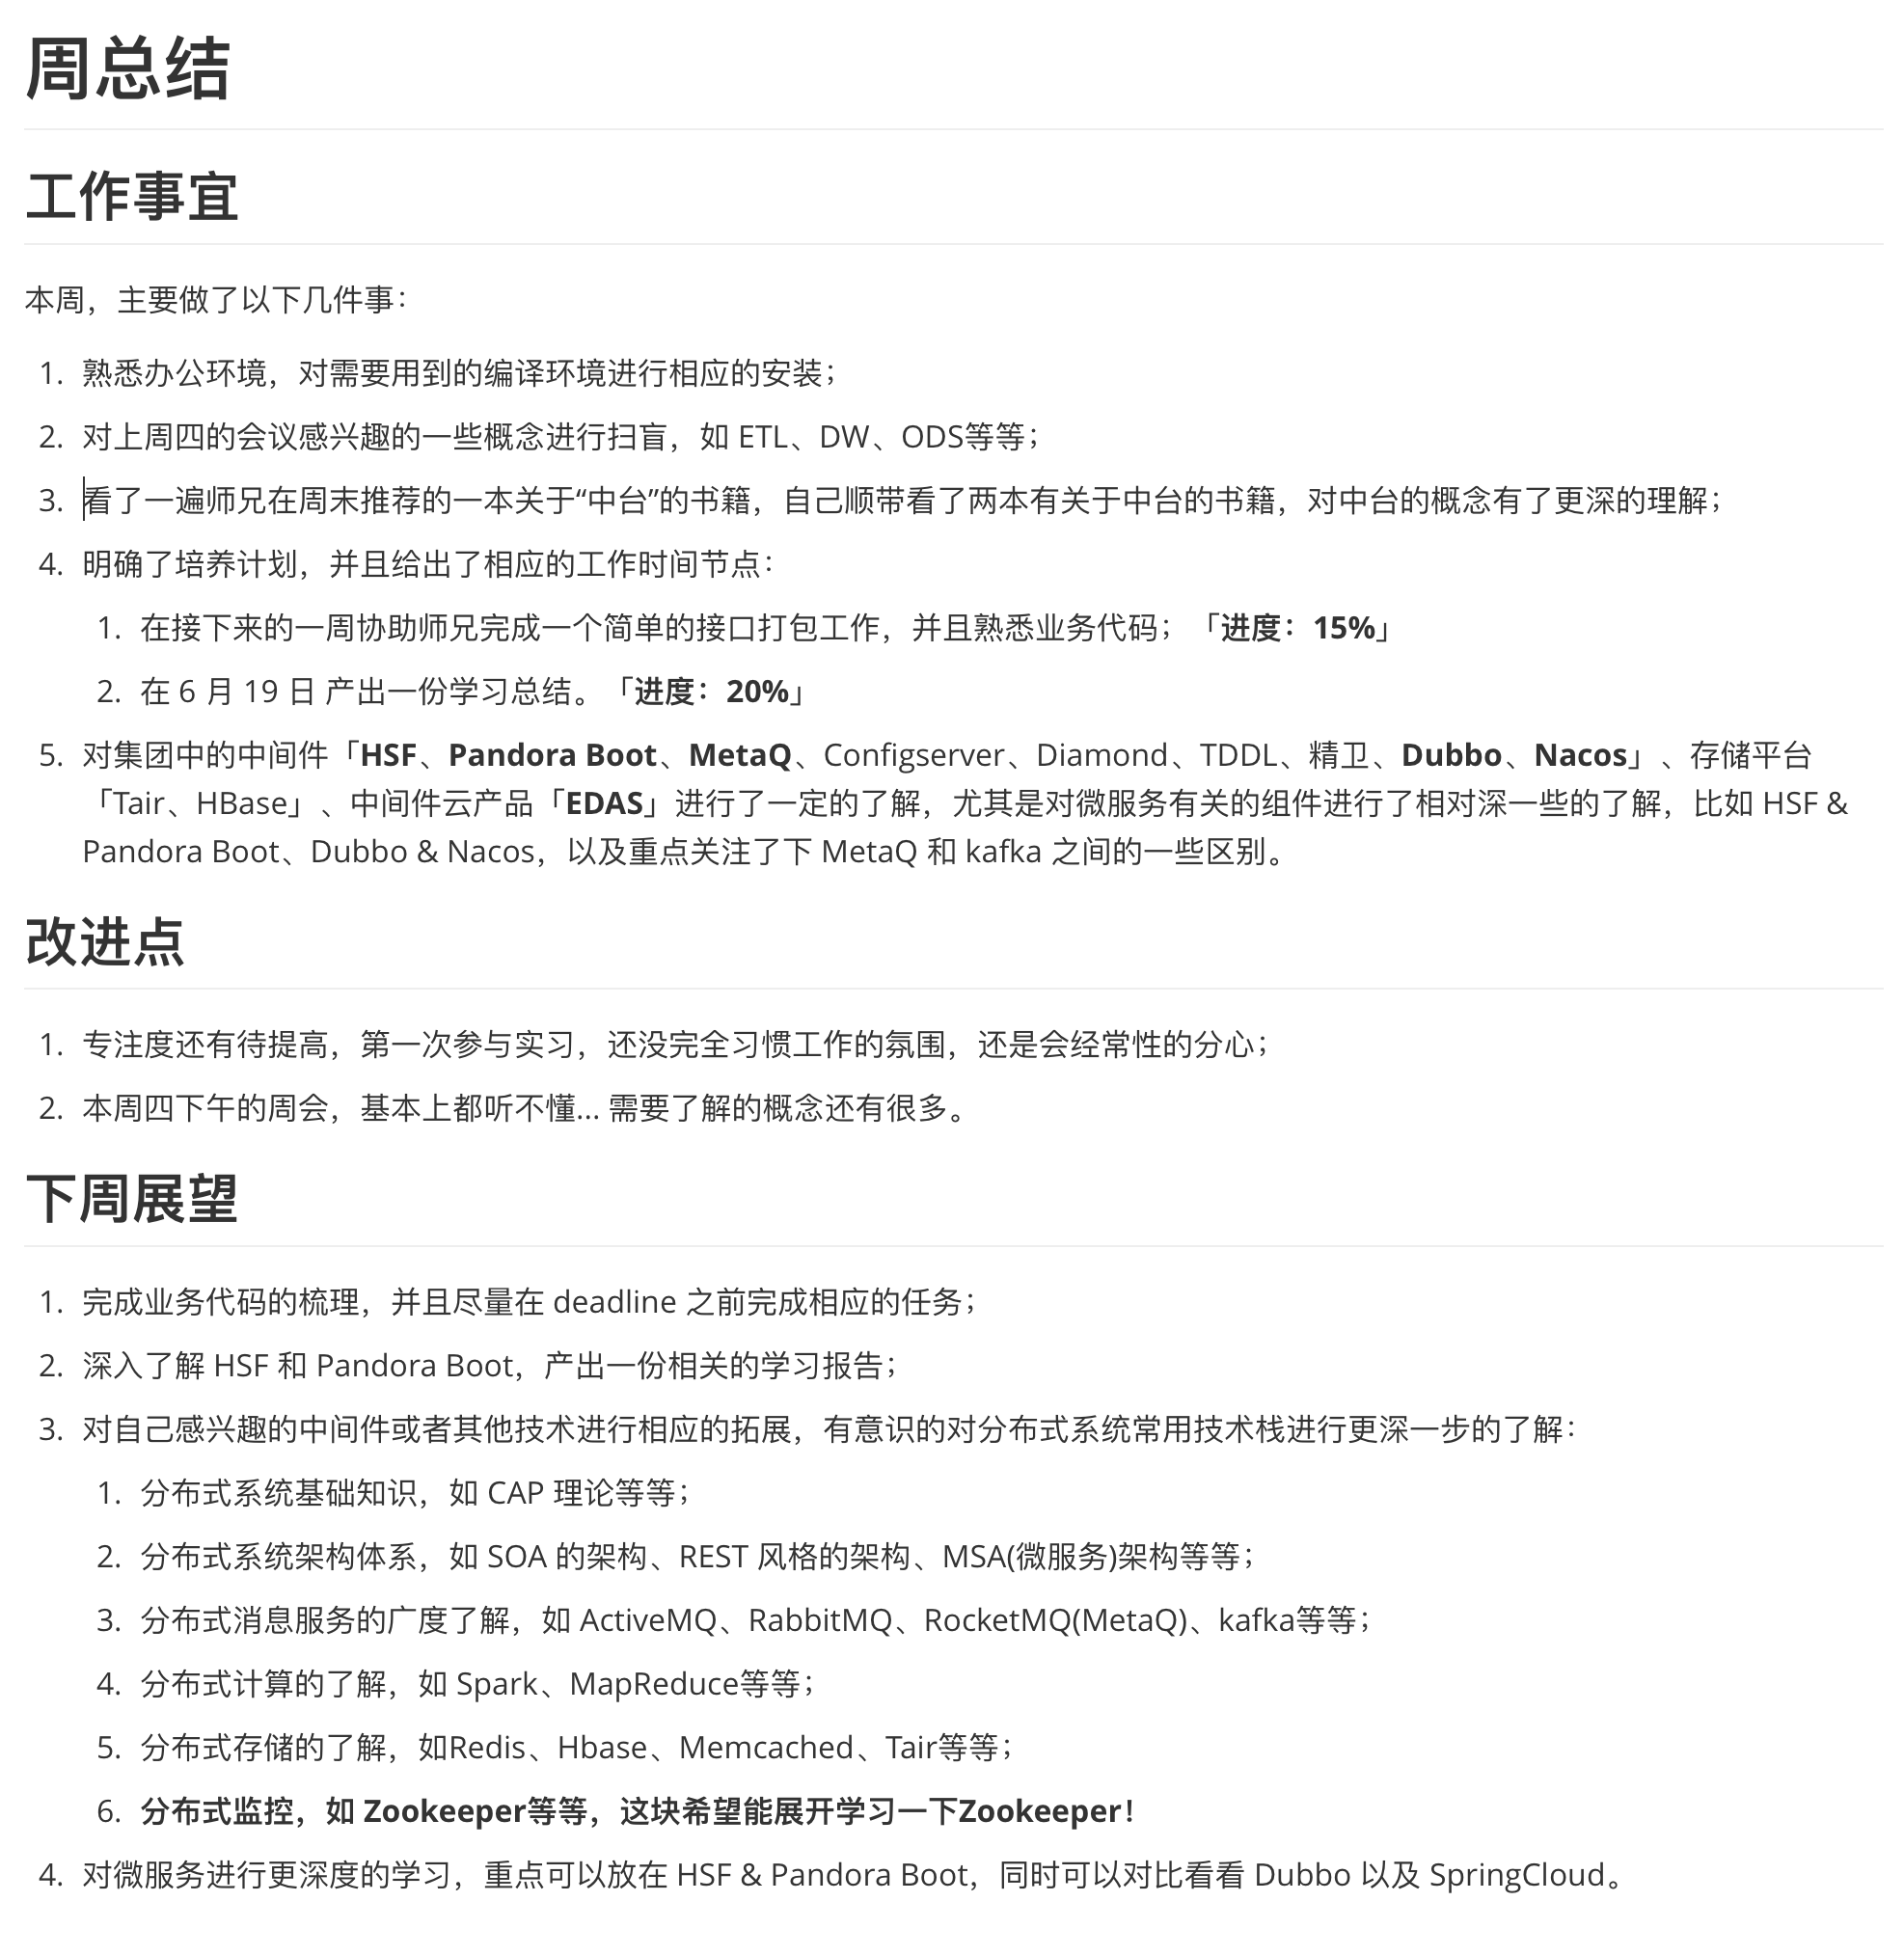 周总结
工作事宜
本周，主要做了以下几件事：
1. 熟悉办公环境，对需要用到的编译环境进行相应的安装；
2. 对上周四的会议感兴趣的一些概念进行扫盲，如 ETL、DW、ODS等等；
3. 看了一遍师兄在周末推荐的一本关于“中台”的书籍，自己顺带看了两本有关于中台的书籍，对中台的概念有了更深的理解；
4. 明确了培养计划，并且给出了相应的工作时间节点：
1. 在接下来的一周协助师兄完成一个简单的接口打包工作，并且熟悉业务代码；「进度：15%」
2. 在 6 月 19 日 产出一份学习总结。「进度：20%」
5. 对集团中的中间件「HSF、Pandora Boot、MetaQ、Configserver、Diamond、TDDL、精卫、Dubbo、Nacos」、存储平台
「Tair、HBase」、中间件云产品「EDAS」进行了一定的了解，尤其是对微服务有关的组件进行了相对深一些的了解，比如 HSF &
Pandora Boot、Dubbo & Nacos，以及重点关注了下 MetaQ 和 kafka 之间的一些区别。
改进点
1. 专注度还有待提高，第一次参与实习，还没完全习惯工作的氛围，还是会经常性的分心；
2. 本周四下午的周会，基本上都听不懂... 需要了解的概念还有很多。
下周展望
1. 完成业务代码的梳理，并且尽量在 deadline 之前完成相应的任务；
2. 深入了解 HSF 和 Pandora Boot，产出一份相关的学习报告；
3. 对自己感兴趣的中间件或者其他技术进行相应的拓展，有意识的对分布式系统常用技术栈进行更深一步的了解：
1. 分布式系统基础知识，如 CAP 理论等等；
2. 分布式系统架构体系，如 SOA 的架构、REST 风格的架构、MSA(微服务)架构等等；
3. 分布式消息服务的广度了解，如 ActiveMQ、RabbitMQ、RocketMQ(MetaQ)、kafka等等；
4. 分布式计算的了解，如 Spark、MapReduce等等；
5. 分布式存储的了解，如Redis、Hbase、Memcached、Tair等等；
6. 分布式监控，如 Zookeeper等等，这块希望能展开学习一下Zookeeper！
4. 对微服务进行更深度的学习，重点可以放在 HSF & Pandora Boot，同时可以对比看看 Dubbo 以及 SpringCloud。